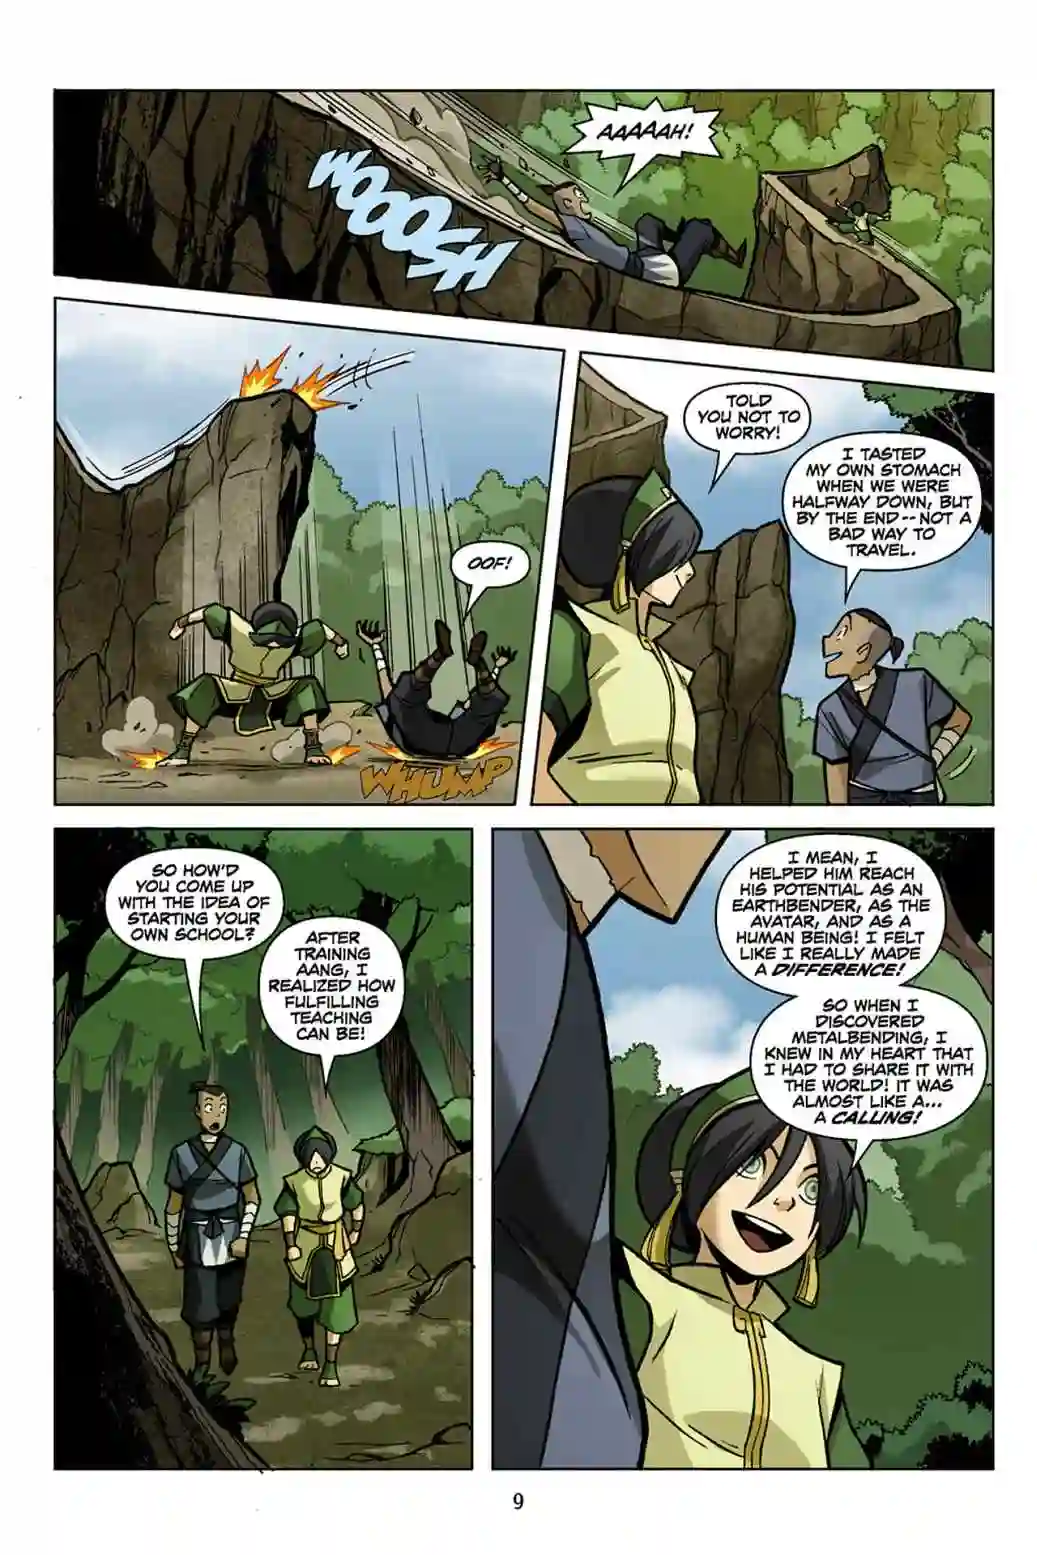 AAAAAH!
WOOOSH
OOF!
WHUMP
TOLD
YOU NOT TO
WORRY!
I TASTED
MY OWN STOMACH
WHEN WE WERE
HALFWAY DOWN, BUT
BY THE END -- NOT A
BAD WAY TO
TRAVEL.
SO HOW'D
YOU COME UP
WITH THE IDEA OF
STARTING YOUR
OWN SCHOOL?
AFTER
TRAINING
AANG, I
REALIZED HOW
FULFILLING
TEACHING
CAN BE!
I MEAN, I
HELPED HIM REACH
HIS POTENTIAL AS AN
EARTHBENDER, AS THE
AVATAR, AND AS A
HUMAN BEING! I FELT
LIKE I REALLY MADE
A DIFFERENCE!
SO WHEN I
DISCOVERED
METALBENDING, I
KNEW IN MY HEART THAT
I HAD TO SHARE IT WITH
THE WORLD! IT WAS
ALMOST LIKE A...
A CALLING!
9